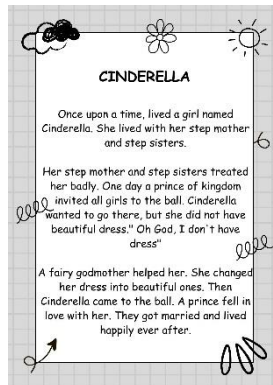 CINDERELLA
Once upon a time, lived a girl named
Cinderella. She lived with her step mother
and step sisters.
Her step mother and step sisters treated
her badly. One day a prince of kingdom
invited all girls to the ball. Cinderella
wanted to go there, but she did not have
beautiful dress." Oh God, I don't have
dress"
A fairy godmother helped her. She changed
her dress into beautiful ones. Then
Cinderella came to the ball. A prince fell in
love with her. They got married and lived
happily ever after.